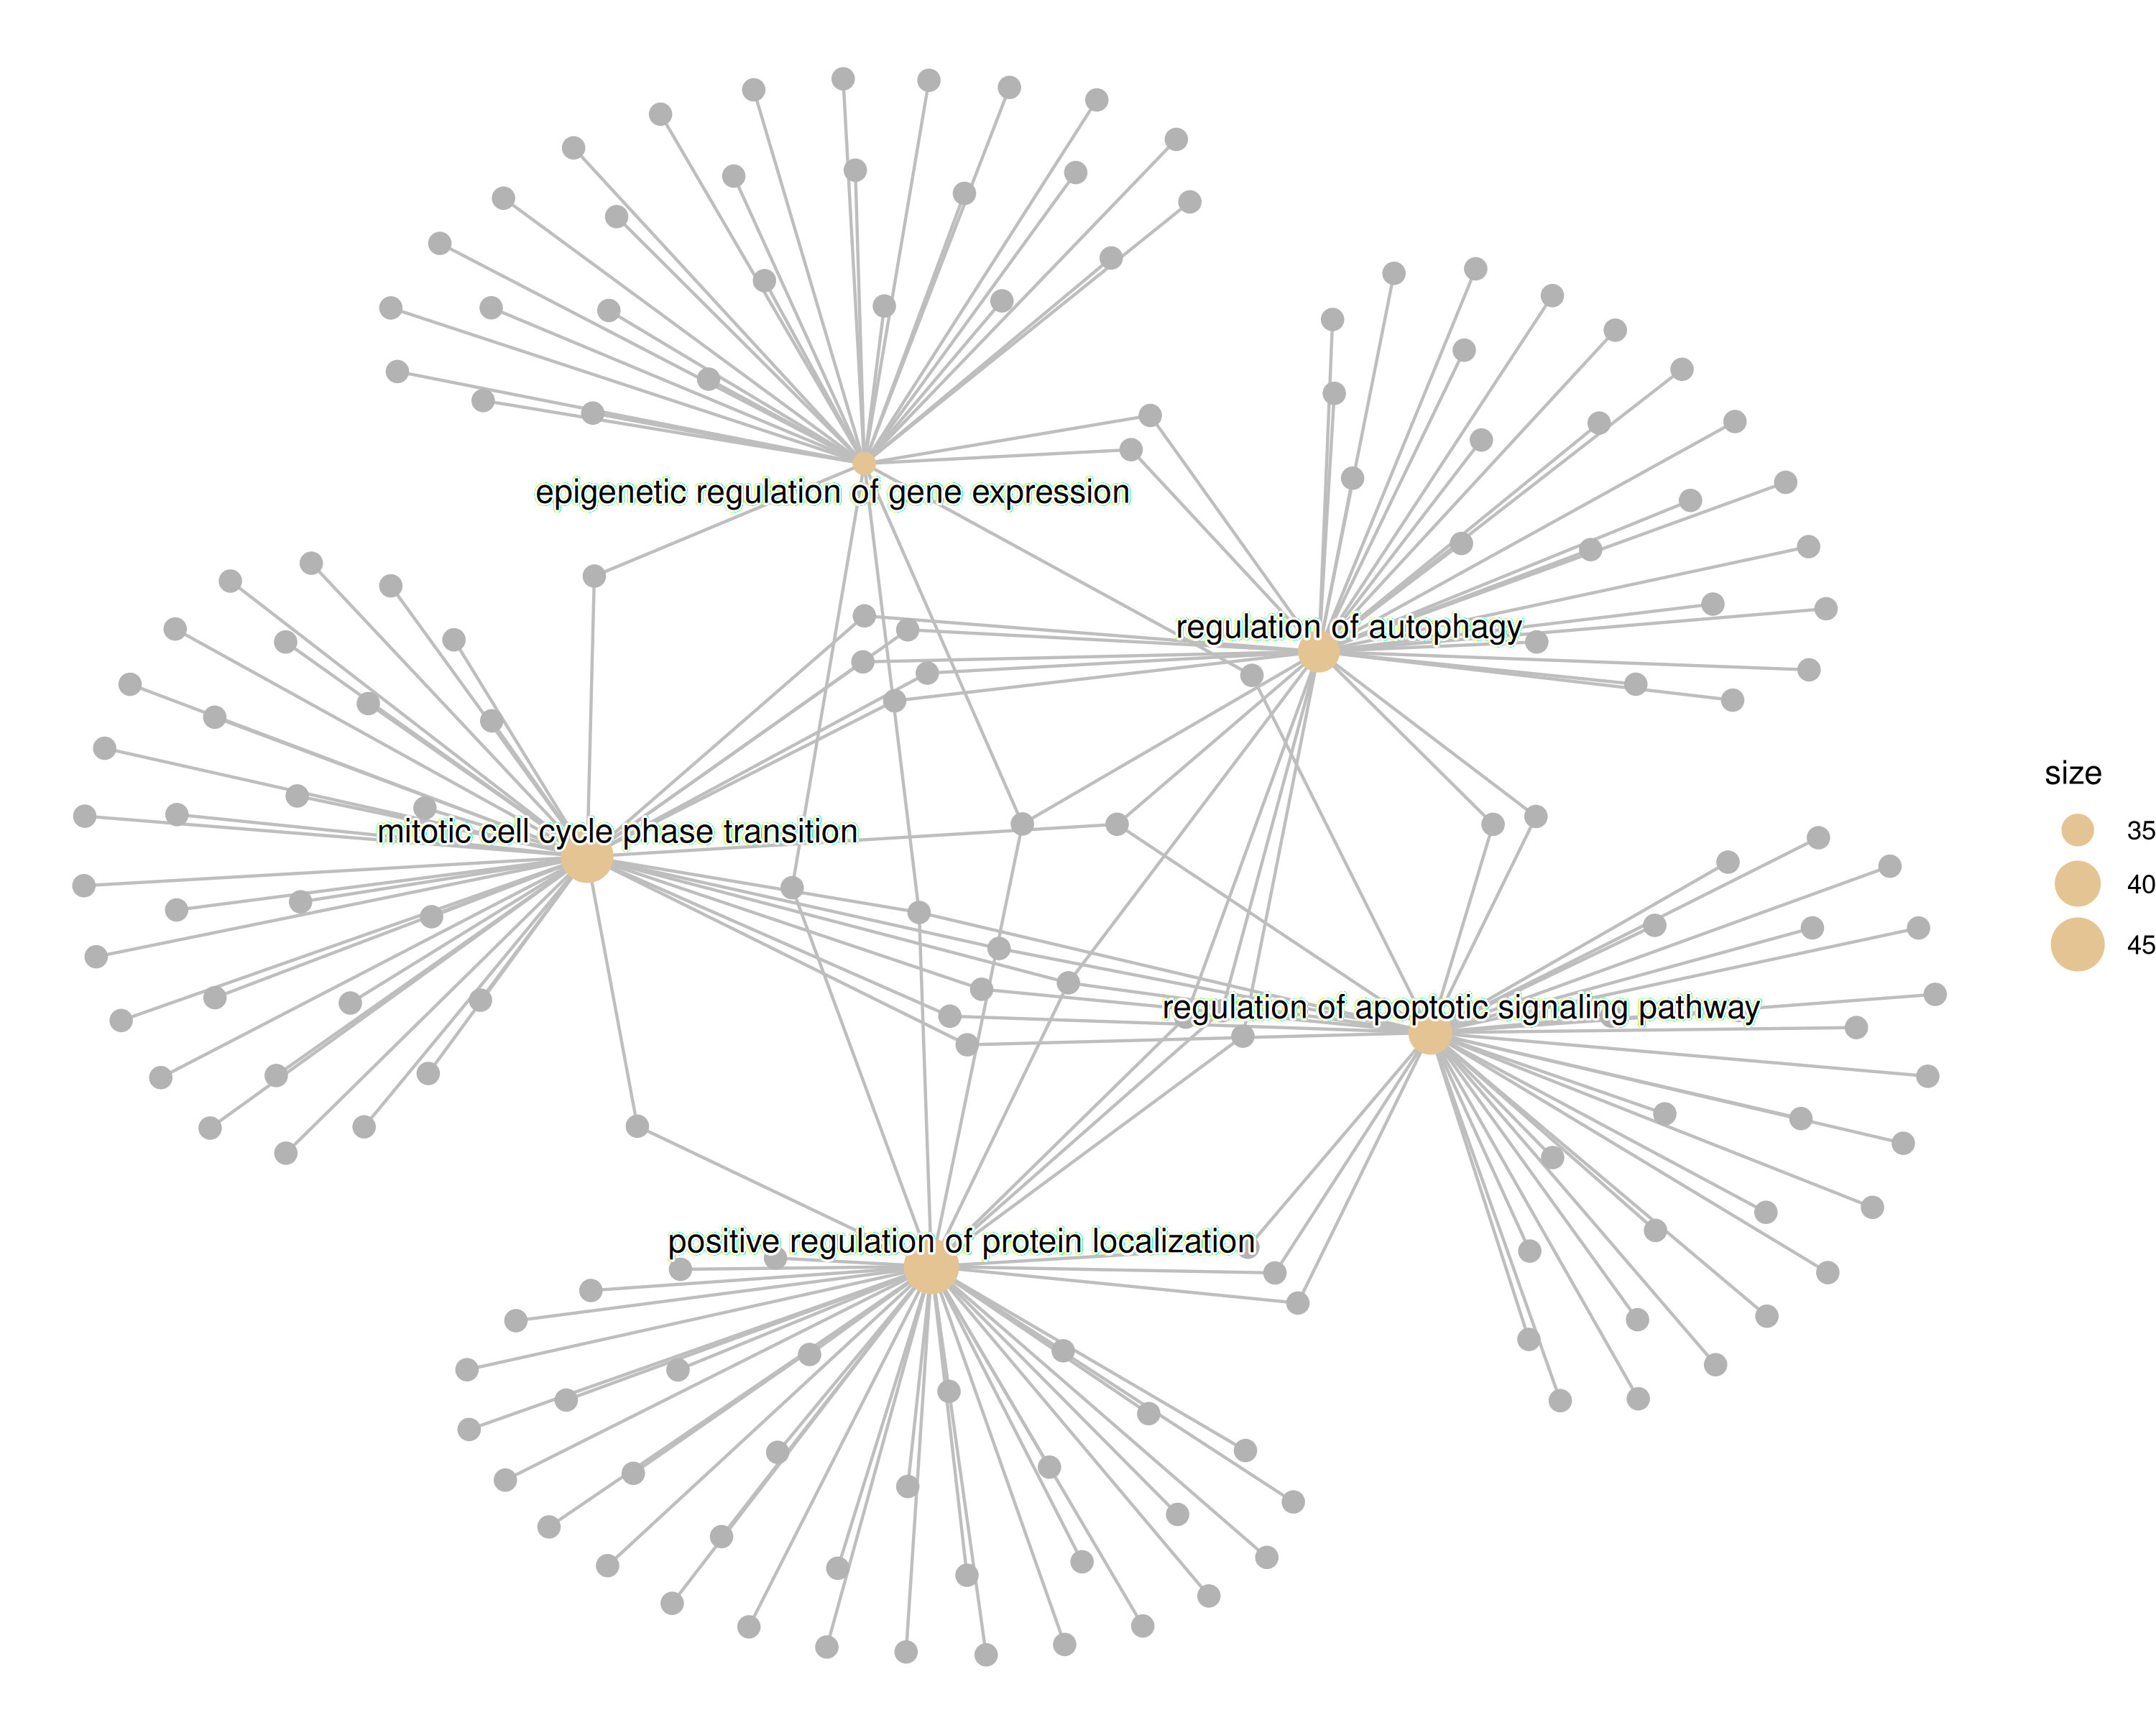 epigenetic regulation of gene expression
regulation of autophagy
size
35
mitotic cell cycle phase transition
40
45
regulation of apoptotic signaling pathway
positive regulation of protein localization